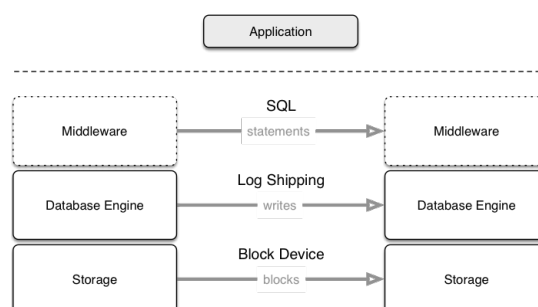 Application
SQL
Middleware
statements
Middleware
Log Shipping
Database Engine
writes
Database Engine
Block Device
Storage
blocks
Storage